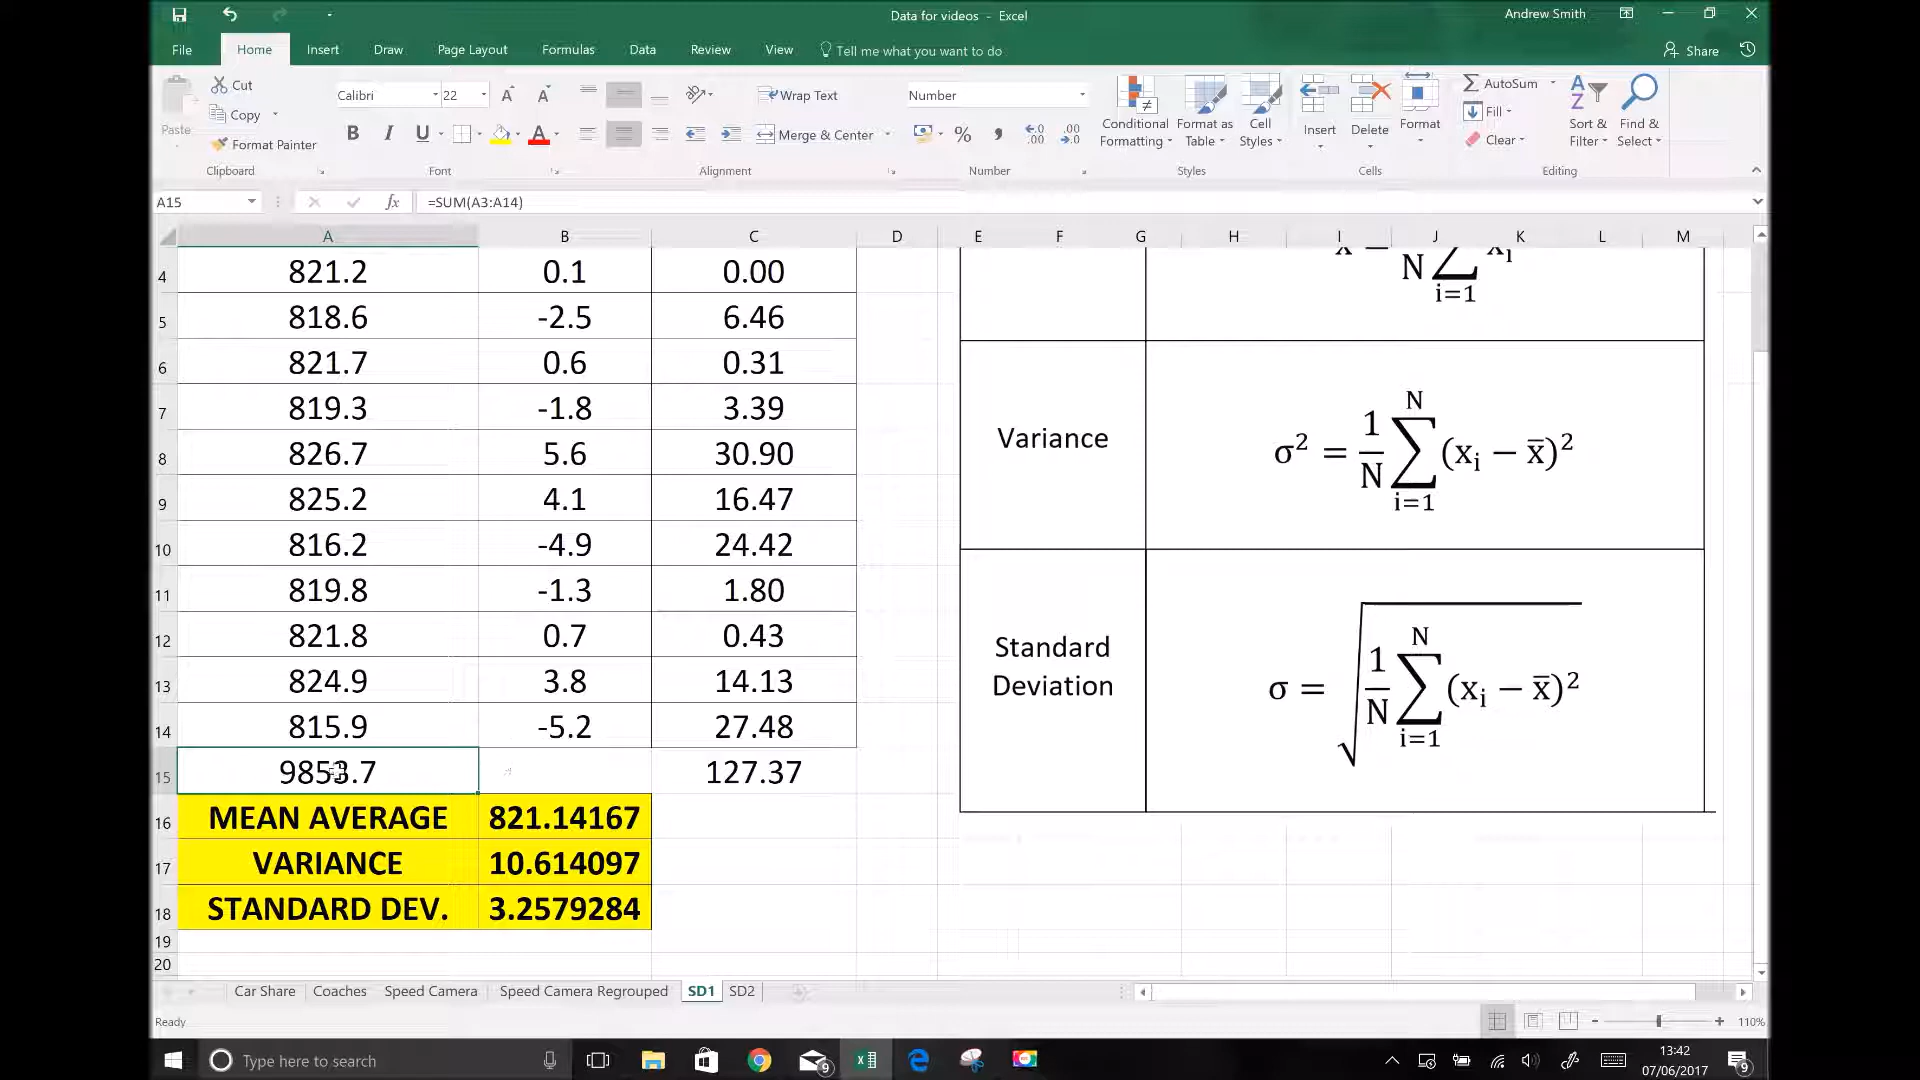 Data for videos - Excel
Andrew Smith
File Home Insert Draw Page Layout Formulas Data Review View Tell me what you want to do Share
Paste
Cut
Copy
Format Painter
Clipboard
Calibri 22
B I U A
Font
Wrap Text
Merge & Center
Alignment
Number
% , .0 .00 .00 .0
Number
Conditional Formatting
Format as Table
Cell Styles
Styles
Insert Delete Format
Cells
AutoSum
Fill
Clear
Sort & Filter
Find & Select
Editing
A15 fx =SUM(A3:A14)
A B C D E F G H I J K L M
4 821.2 0.1 0.00
5 818.6 -2.5 6.46
6 821.7 0.6 0.31
7 819.3 -1.8 3.39
8 826.7 5.6 30.90
9 825.2 4.1 16.47
10 816.2 -4.9 24.42
11 819.8 -1.3 1.80
12 821.8 0.7 0.43
13 824.9 3.8 14.13
14 815.9 -5.2 27.48
15 9853.7 127.37
16 MEAN AVERAGE 821.14167
17 VARIANCE 10.614097
18 STANDARD DEV. 3.2579284
19
20
N ∑ xi
i=1
Variance
σ² = 1/N ∑ i=1 N (xi − x̄)²
Standard
Deviation
σ = √ 1/N ∑ i=1 N (xi − x̄)²
Car Share Coaches Speed Camera Speed Camera Regrouped SD1 SD2
Ready
110%
Type here to search
9
13:42
07/06/2017
9